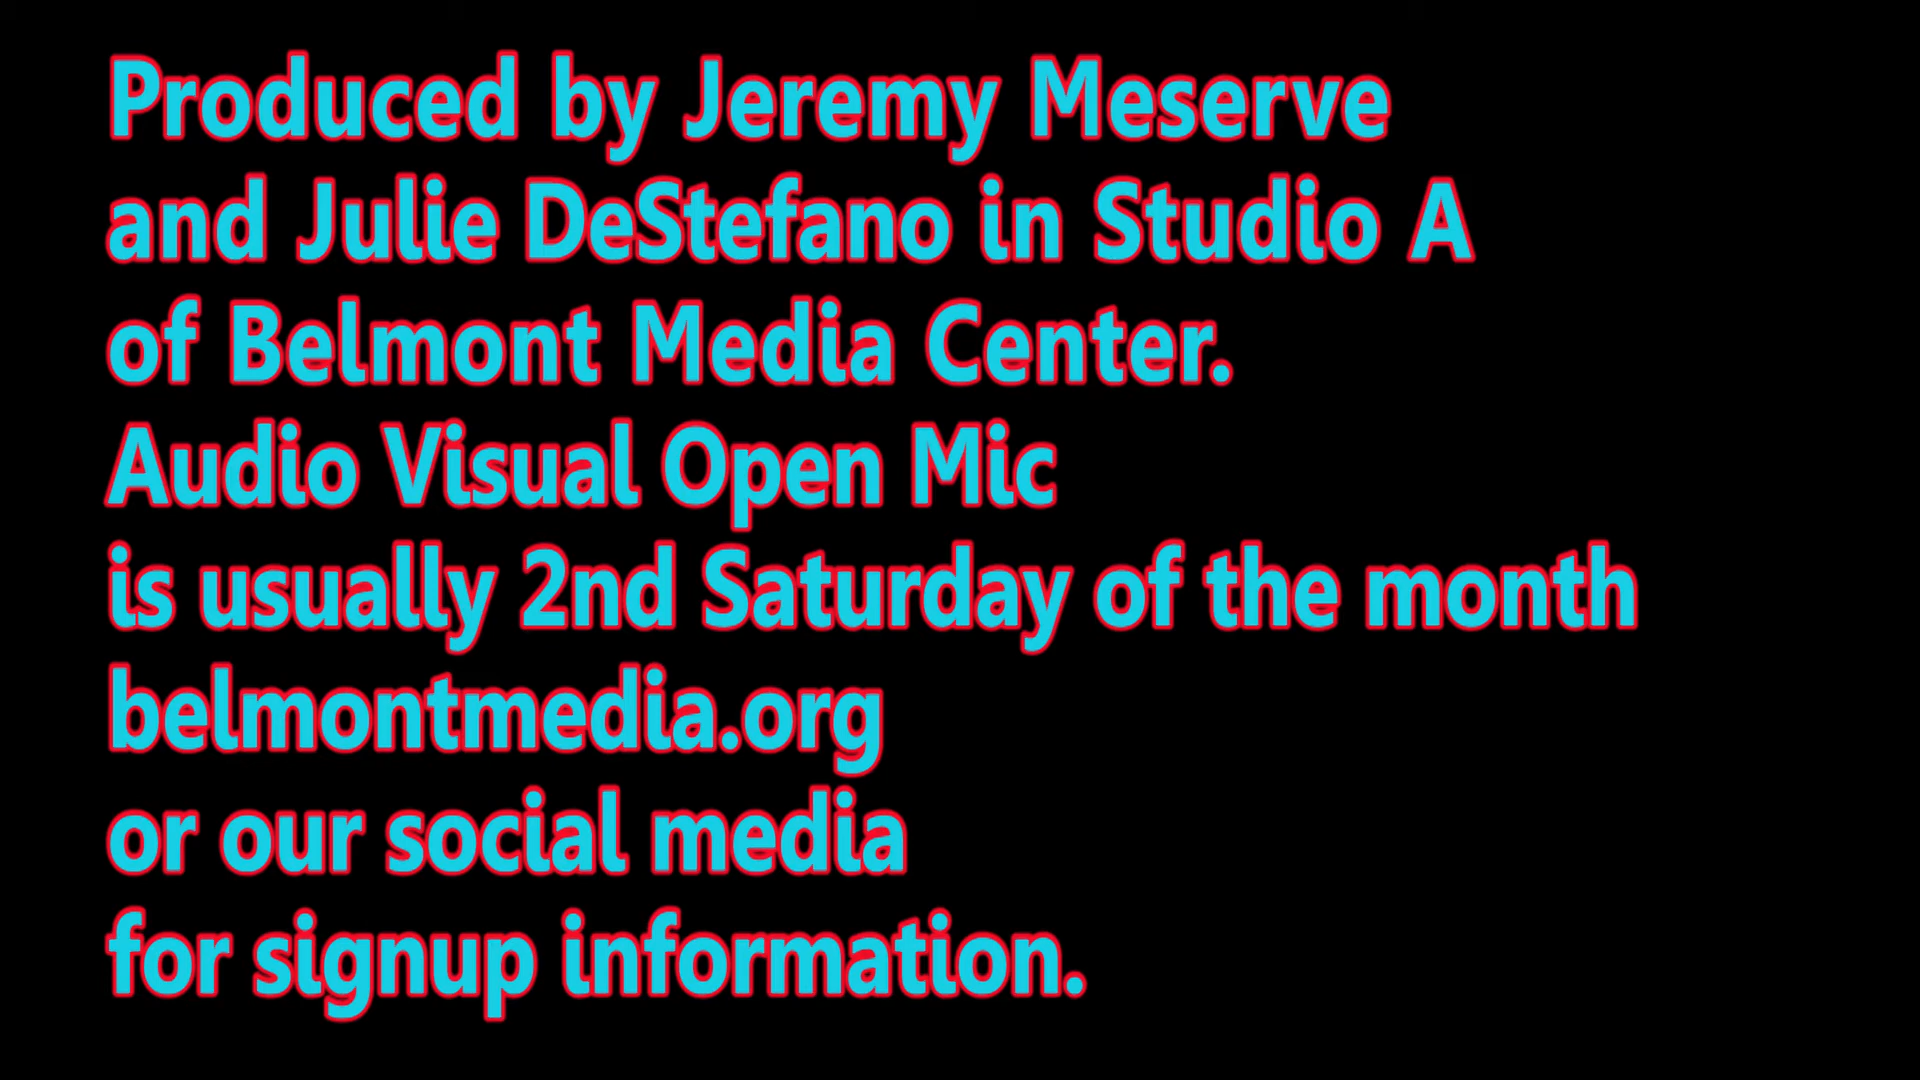 Produced by Jeremy Meserve
and Julie DeStefano in Studio A
of Belmont Media Center.
Audio Visual Open Mic
is usually 2nd Saturday of the month
belmontmedia.org
or our social media
for signup information.